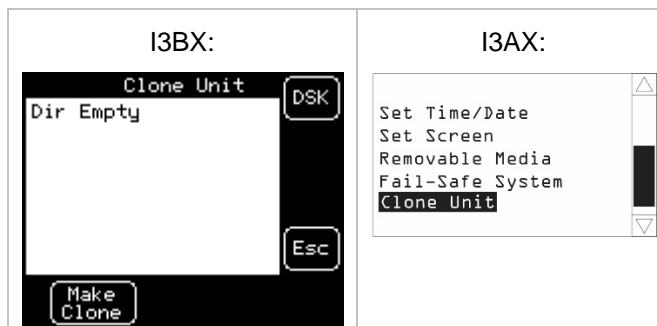 I3BX:
Clone Unit
DSK
Dir Empty
Esc
Make
Clone
I3AX:
Set Time/Date
Set Screen
Removable Media
Fail-Safe System
Clone Unit